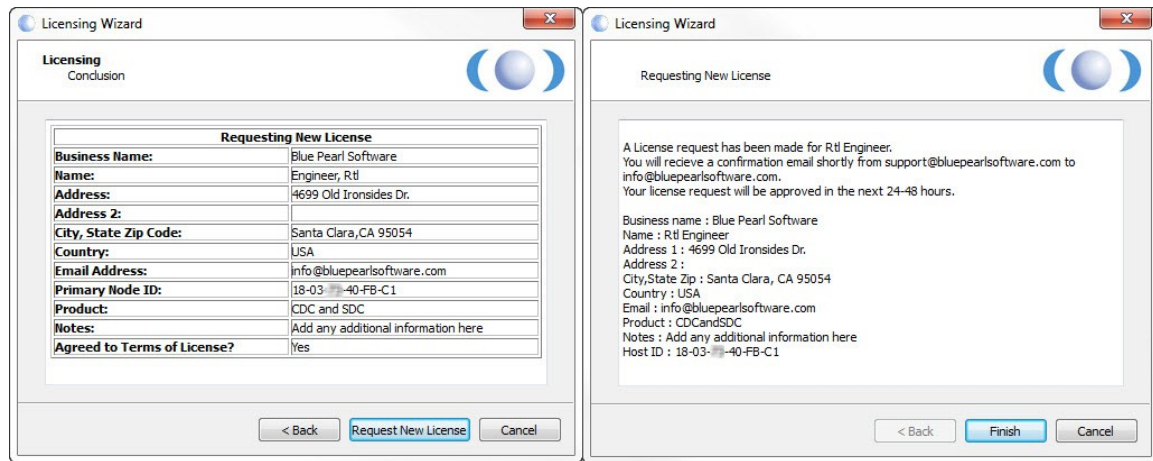 Licensing Wizard
Licensing
Conclusion
Requesting New License
Business Name: Blue Pearl Software
Name: Engineer, Rtl
Address: 4699 Old Ironsides Dr.
Address 2:
City, State Zip Code: Santa Clara,CA 95054
Country: USA
Email Address: info@bluepearlsoftware.com
Primary Node ID: 18-03- -40-FB-C1
Product: CDC and SDC
Notes: Add any additional information here
Agreed to Terms of License? Yes
< Back Request New License Cancel
Licensing Wizard
Requesting New License
A License request has been made for Rtl Engineer.
You will recieve a confirmation email shortly from support@bluepearlsoftware.com to
info@bluepearlsoftware.com.
Your license request will be approved in the next 24-48 hours.
Business name : Blue Pearl Software
Name : Rtl Engineer
Address 1 : 4699 Old Ironsides Dr.
Address 2 :
City,State Zip : Santa Clara, CA 95054
Country : USA
Email : info@bluepearlsoftware.com
Product : CDCandSDC
Notes : Add any additional information here
Host ID : 18-03- -40-FB-C1
< Back Finish Cancel